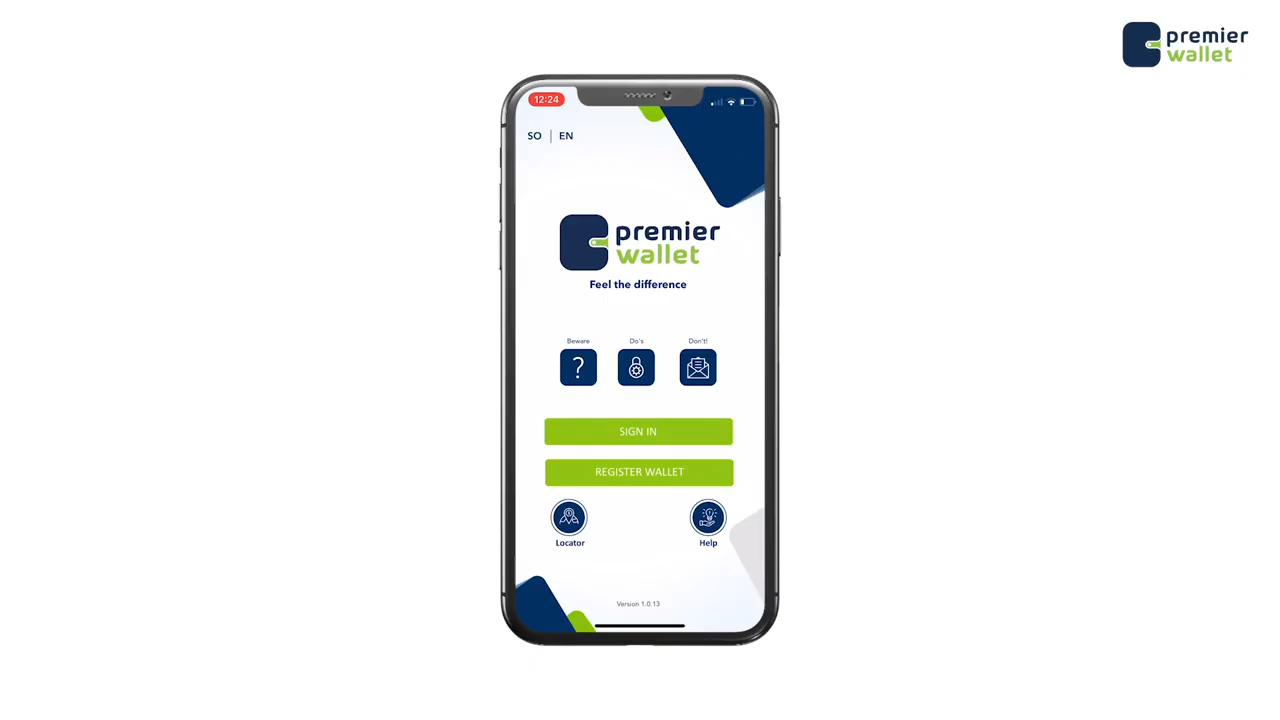 premier
wallet
12:24
SO | EN
premier
wallet
Feel the difference
Beware
Do's
Don't!
?
SIGN IN
REGISTER WALLET
Locator
Help
Version 1.0.13